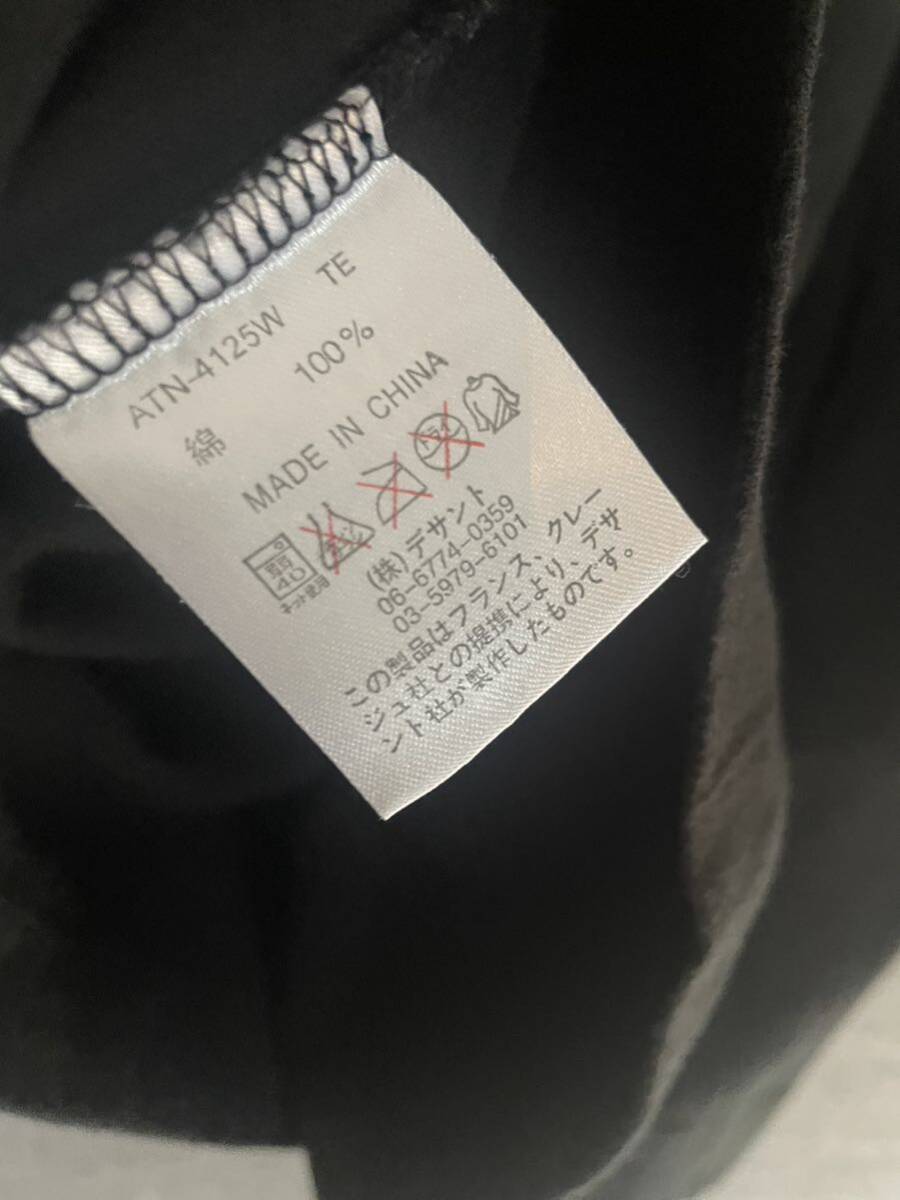 ATN-4125W TE
綿 100%
MADE IN CHINA
弱 40 ドライ
ネット使用
(株)デサント
06-6774-0359
03-5979-6101
この製品はフランス、クレー
ジュ社との提携により、デサ
ント社が製作したものです。